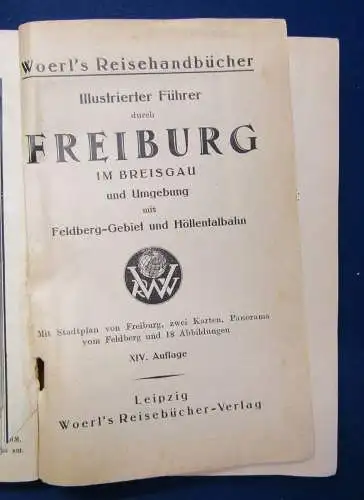 Woerl's Reisehandbücher
Illustrierter Führer
durch
FREIBURG
IM BREISGAU
und Umgebung
mit
Feldberg-Gebiet und Höllentalbahn
Mit Stadtplan von Freiburg, zwei Karten, Panorama
vom Feldberg und 18 Abbildungen
XIV. Auflage
Leipzig
Woerl's Reisebücher-Verlag